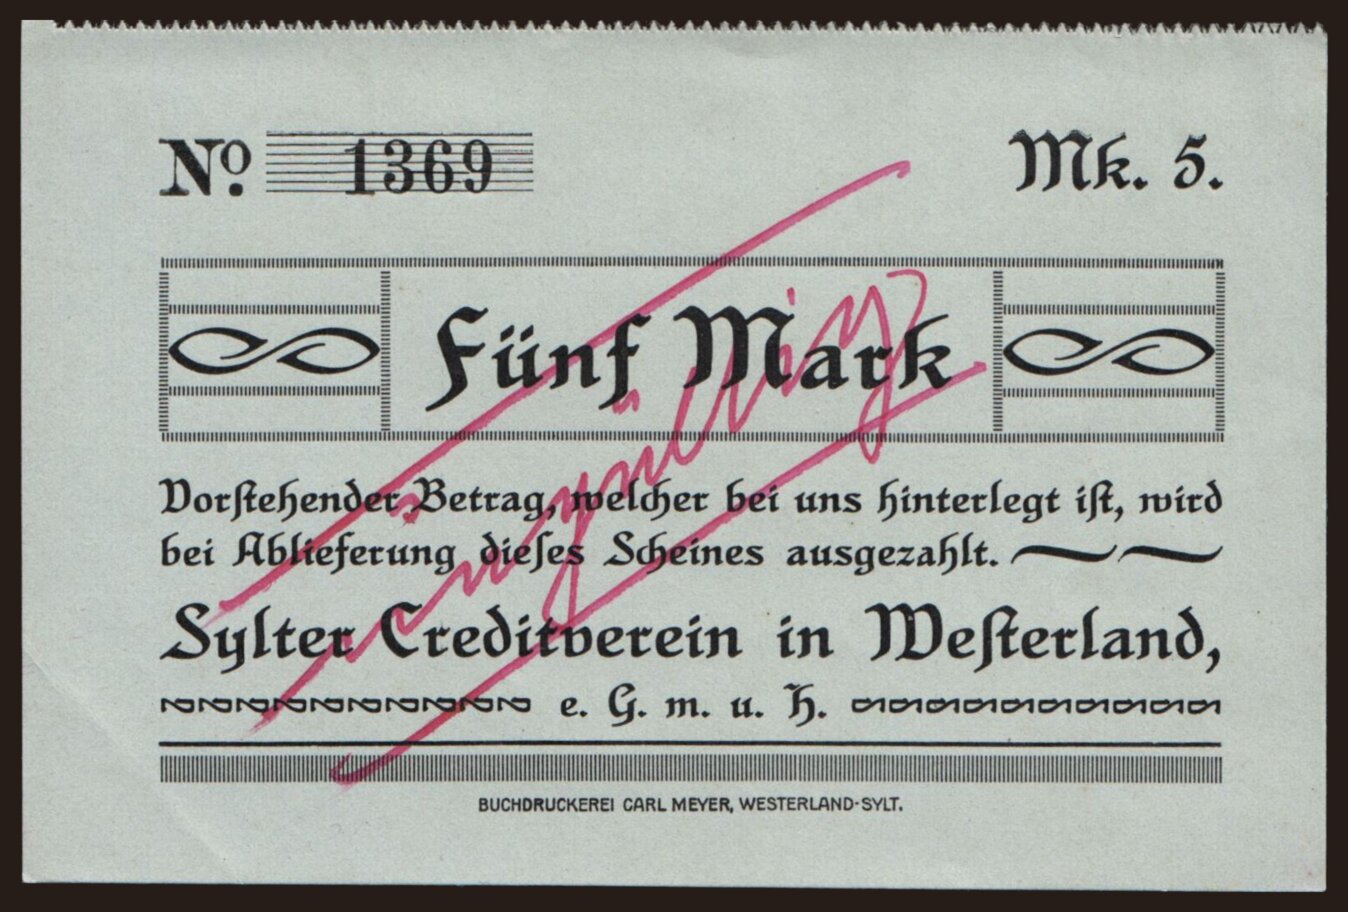 No. 1369 Mk. 5.
Fünf Mark
ungültig
Vorstehender Betrag, welcher bei uns hinterlegt ist, wird
bei Ablieferung dieses Scheines ausgezahlt.
Sylter Creditverein in Westerland,
e. G. m. u. H.
BUCHDRUCKEREI CARL MEYER, WESTERLAND-SYLT.